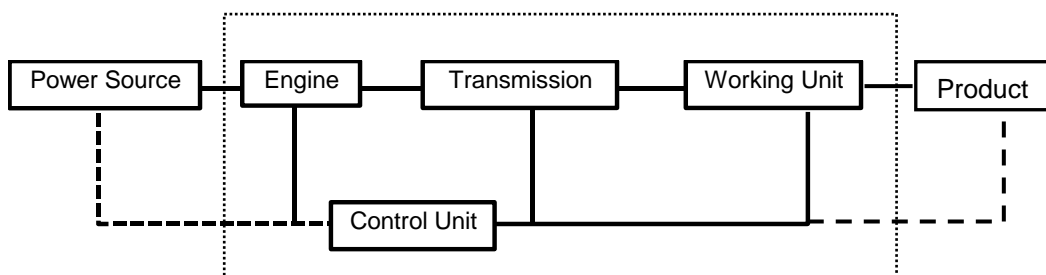 Power Source
Engine
Transmission
Working Unit
Product
Control Unit